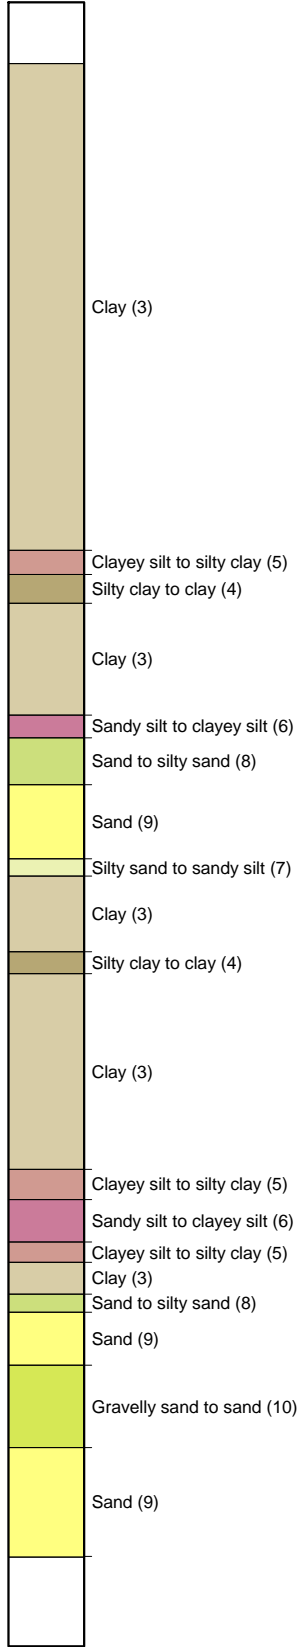 Clay (3)
Clayey silt to silty clay (5)
Silty clay to clay (4)
Clay (3)
Sandy silt to clayey silt (6)
Sand to silty sand (8)
Sand (9)
Silty sand to sandy silt (7)
Clay (3)
Silty clay to clay (4)
Clay (3)
Clayey silt to silty clay (5)
Sandy silt to clayey silt (6)
Clayey silt to silty clay (5)
Clay (3)
Sand to silty sand (8)
Sand (9)
Gravelly sand to sand (10)
Sand (9)